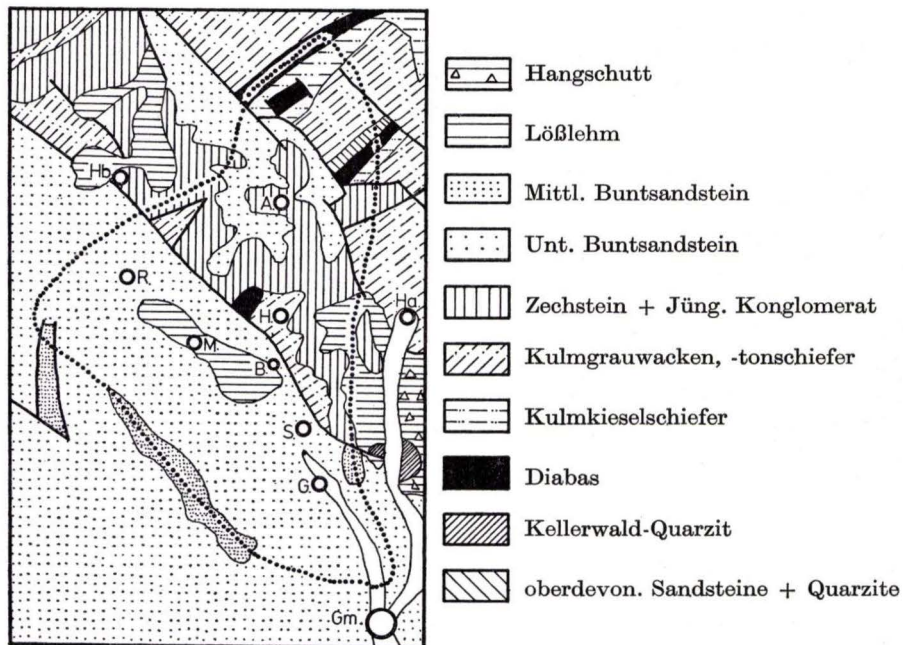 Hangschutt
Lößlehm
Mittl. Buntsandstein
Unt. Buntsandstein
Zechstein + Jüng. Konglomerat
Kulmgrauwacken, -tonschiefer
Kulmkieselschiefer
Diabas
Kellerwald-Quarzit
oberdevon. Sandsteine + Quarzite
Hb.
A.
R.
H.
Ha.
M.
B.
S.
G.
Gm.